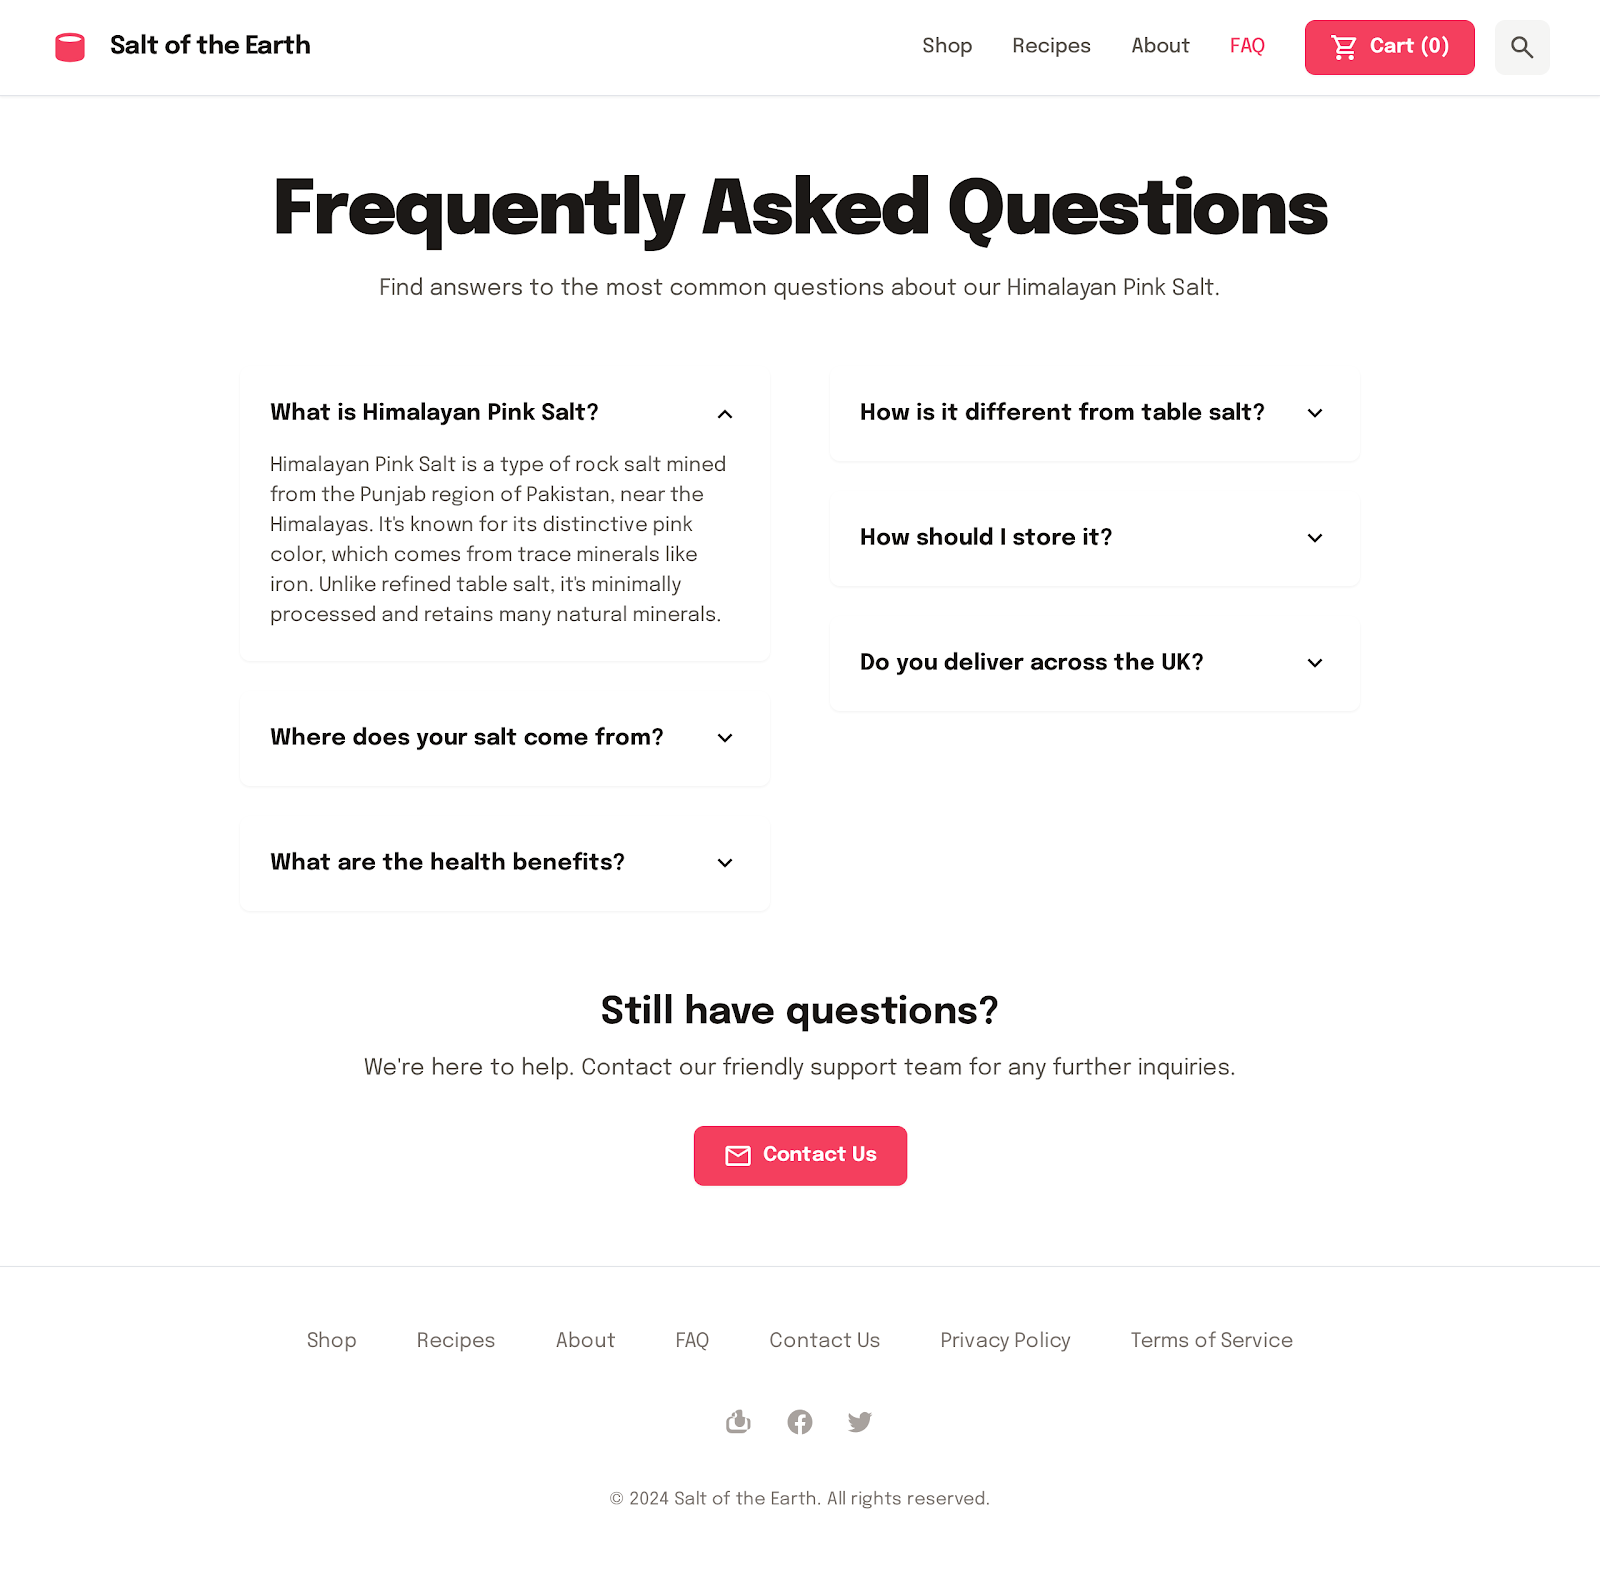 Salt of the Earth
Shop
Recipes
About
FAQ
Cart (0)
Frequently Asked Questions
Find answers to the most common questions about our Himalayan Pink Salt.
What is Himalayan Pink Salt?
Himalayan Pink Salt is a type of rock salt mined
from the Punjab region of Pakistan, near the
Himalayas. It's known for its distinctive pink
color, which comes from trace minerals like
iron. Unlike refined table salt, it's minimally
processed and retains many natural minerals.
Where does your salt come from?
What are the health benefits?
How is it different from table salt?
How should I store it?
Do you deliver across the UK?
Still have questions?
We're here to help. Contact our friendly support team for any further inquiries.
Contact Us
Shop
Recipes
About
FAQ
Contact Us
Privacy Policy
Terms of Service
© 2024 Salt of the Earth. All rights reserved.